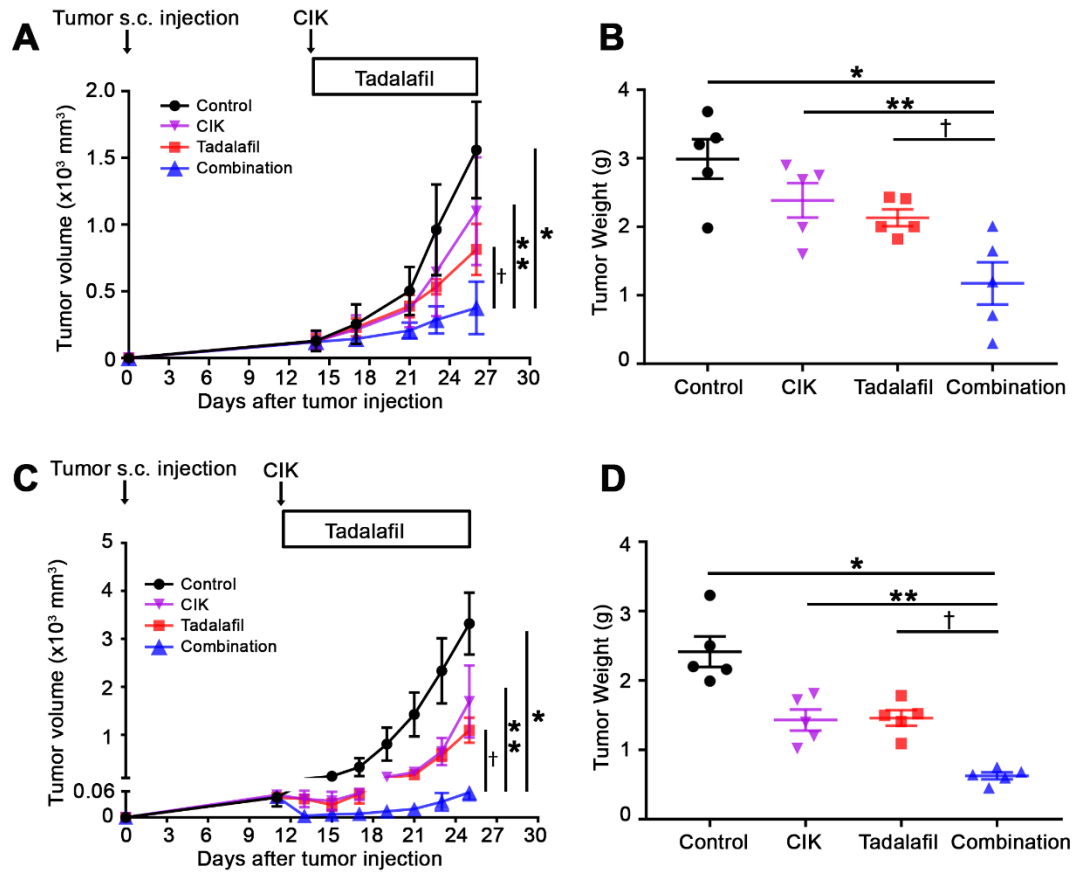 A
Tumor s.c. injection
CIK
Tadalafil
Tumor volume (x10³ mm³)
2.0
1.5
1.0
0.5
0
Control
CIK
Tadalafil
Combination
†
**
*
0 3 6 9 12 15 18 21 24 27 30
Days after tumor injection
B
Tumor Weight (g)
4
3
2
1
0
*
**
†
Control CIK Tadalafil Combination
C
Tumor s.c. injection
CIK
Tadalafil
Tumor volume (x10³ mm³)
5
4
3
2
1
0.06
0
Control
CIK
Tadalafil
Combination
†
**
*
0 3 6 9 12 15 18 21 24 27 30
Days after tumor injection
D
Tumor Weight (g)
4
3
2
1
0
*
**
†
Control CIK Tadalafil Combination